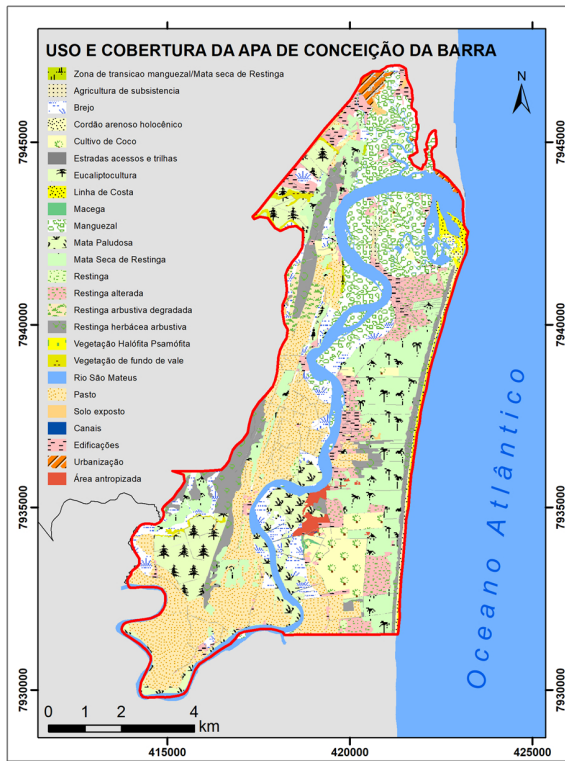 USO E COBERTURA DA APA DE CONCEIÇÃO DA BARRA
Zona de transicao manguezal/Mata seca de Restinga
Agricultura de subsistencia
Brejo
Cordão arenoso holocênico
Cultivo de Coco
Estradas acessos e trilhas
Eucaliptocultura
Linha de Costa
Macega
Manguezal
Mata Paludosa
Mata Seca de Restinga
Restinga
Restinga alterada
Restinga arbustiva degradada
Restinga herbácea arbustiva
Vegetação Halófita Psamófita
Vegetação de fundo de vale
Rio São Mateus
Pasto
Solo exposto
Canais
Edificações
Urbanização
Área antropizada
N
Oceano Atlântico
0 1 2 4
km
7945000
7940000
7935000
7930000
7945000
7940000
7935000
7930000
415000 420000 425000